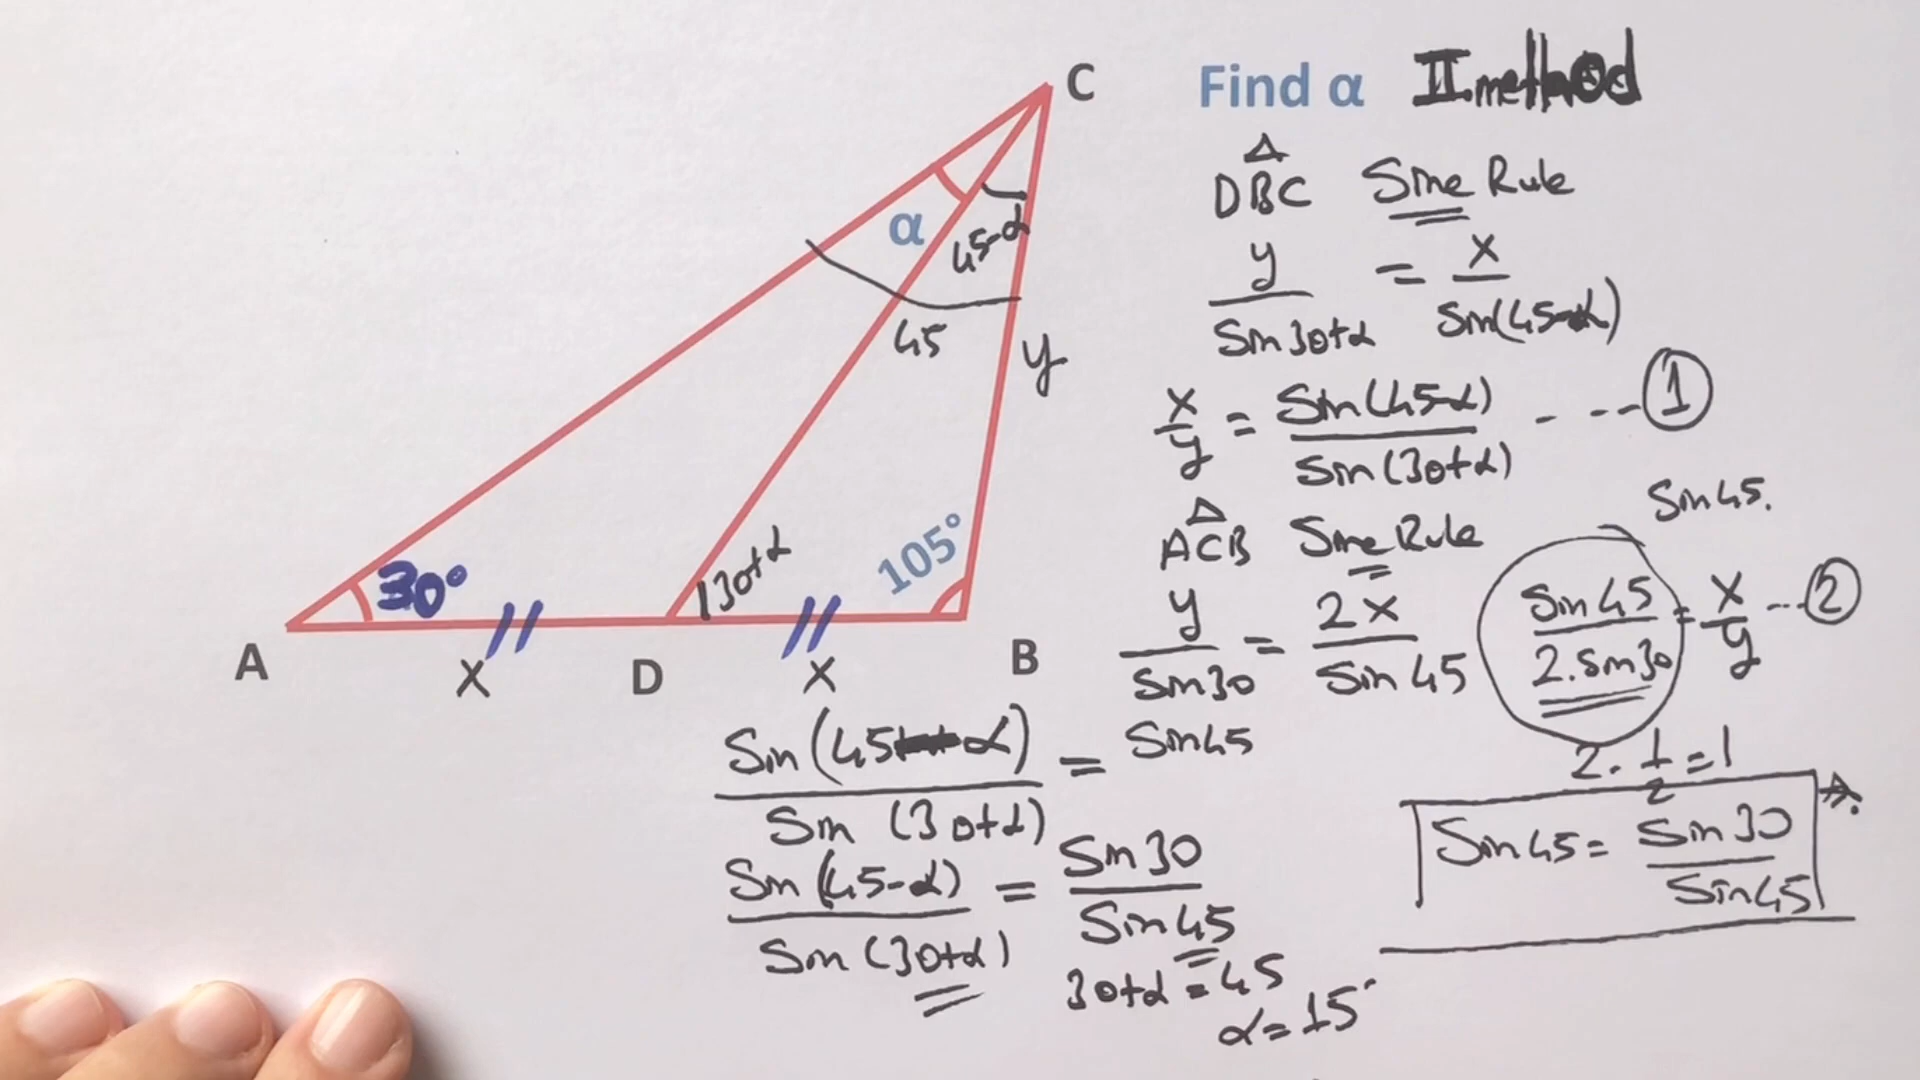 C
Find α II.method
△
DBC Sine Rule
y/Sin30+α = x/Sin(45-α)
x/y = Sin(45-α)/Sin(30+α) - - - - ①
Sin45.
△
ACB Sine Rule
y/Sin30 = 2x/Sin45
Sin45/2.Sin30 = x/y ---②
2. 1/2 = 1
Sin45 = Sin30/Sin45
α
45-α
45
y
30°
30+α
105°
A
x
D
x
B
Sin(45-α)/Sin(30+α) = Sin45
Sin(45-α)/Sin(30+α) = Sin30/Sin45
30+α = 45
α = 15°